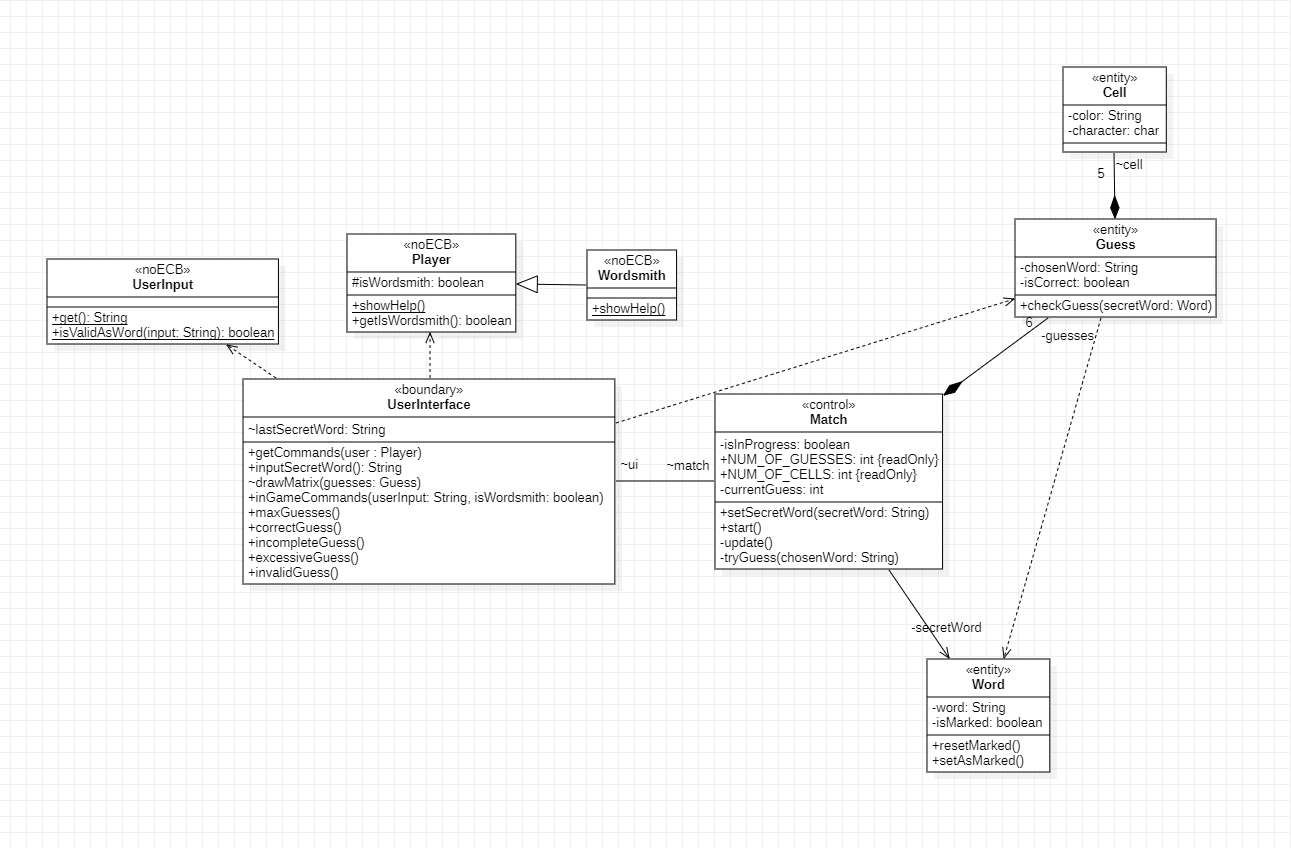 «entity»
Cell
-color: String
-character: char
5
~cell
«entity»
Guess
-chosenWord: String
-isCorrect: boolean
+checkGuess(secretWord: Word)
6
-guesses
«noECB»
UserInput
+get(): String
+isValidAsWord(input: String): boolean
«noECB»
Player
#isWordsmith: boolean
+showHelp()
+getIsWordsmith(): boolean
«noECB»
Wordsmith
+showHelp()
«boundary»
UserInterface
~lastSecretWord: String
+getCommands(user : Player)
+inputSecretWord(): String
~drawMatrix(guesses: Guess)
+inGameCommands(userInput: String, isWordsmith: boolean)
+maxGuesses()
+correctGuess()
+incompleteGuess()
+excessiveGuess()
+invalidGuess()
~ui
~match
«control»
Match
-isInProgress: boolean
+NUM_OF_GUESSES: int {readOnly}
+NUM_OF_CELLS: int {readOnly}
-currentGuess: int
+setSecretWord(secretWord: String)
+start()
-update()
-tryGuess(chosenWord: String)
-secretWord
«entity»
Word
-word: String
-isMarked: boolean
+resetMarked()
+setAsMarked()